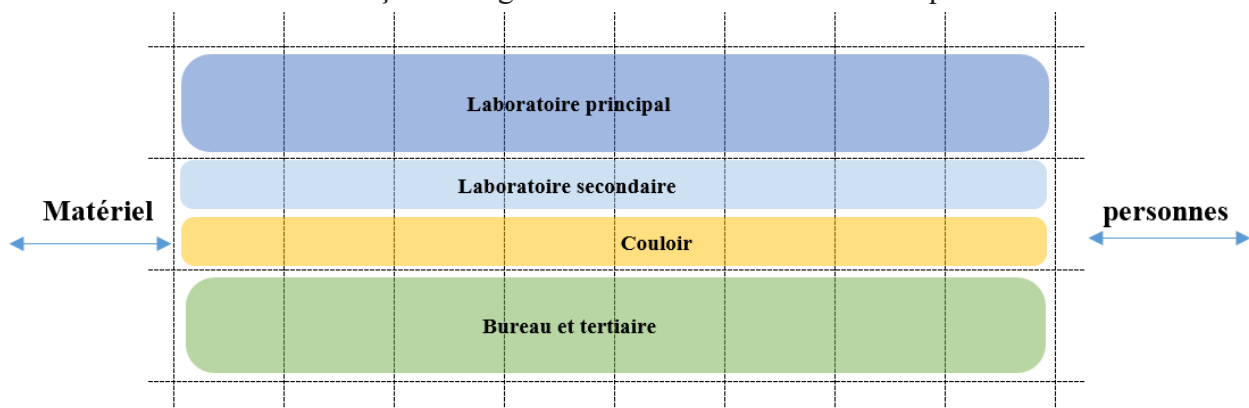 Laboratoire principal
Laboratoire secondaire
Matériel
personnes
Couloir
Bureau et tertiaire